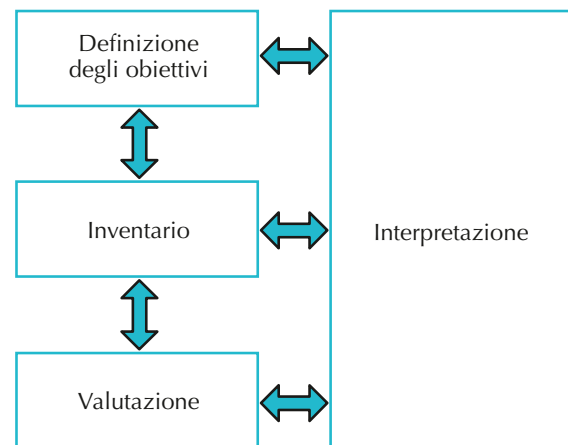 Definizione
degli obiettivi
Inventario
Interpretazione
Valutazione